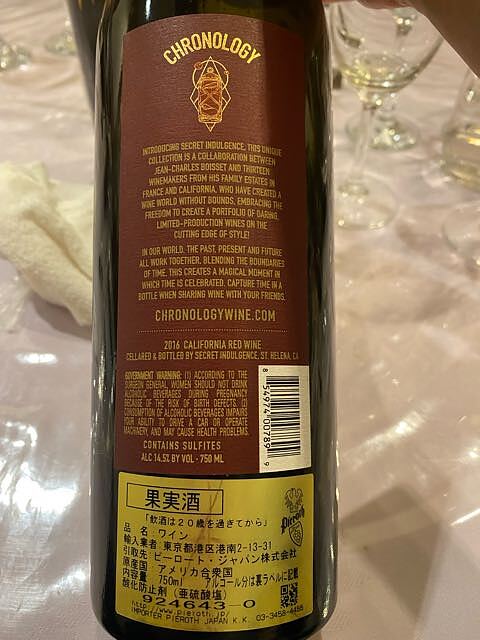 CHRONOLOGY
INTRODUCING SECRET INDULGENCE, THIS UNIQUE
COLLECTION IS A COLLABORATION BETWEEN
JEAN-CHARLES BOISSET AND THIRTEEN
WINEMAKERS FROM HIS FAMILY ESTATES IN
FRANCE AND CALIFORNIA, WHO HAVE CREATED A
WINE WORLD WITHOUT BOUNDS, EMBRACING THE
FREEDOM TO CREATE A PORTFOLIO OF DARING,
LIMITED-PRODUCTION WINES ON THE
CUTTING EDGE OF STYLE!
IN OUR WORLD, THE PAST, PRESENT AND FUTURE
ALL WORK TOGETHER, BLENDING THE BOUNDARIES
OF TIME. THIS CREATES A MAGICAL MOMENT IN
WHICH TIME IS CELEBRATED. CAPTURE TIME IN A
BOTTLE WHEN SHARING WINE WITH YOUR FRIENDS.
CHRONOLOGYWINE.COM
2016 CALIFORNIA RED WINE
CELLARED & BOTTLED BY SECRET INDULGENCE, ST. HELENA, CA
GOVERNMENT WARNING: (1) ACCORDING TO THE
SURGEON GENERAL, WOMEN SHOULD NOT DRINK
ALCOHOLIC BEVERAGES DURING PREGNANCY
BECAUSE OF THE RISK OF BIRTH DEFECTS. (2)
CONSUMPTION OF ALCOHOLIC BEVERAGES IMPAIRS
YOUR ABILITY TO DRIVE A CAR OR OPERATE
MACHINERY, AND MAY CAUSE HEALTH PROBLEMS.
CONTAINS SULFITES
ALC 14.5% BY VOL · 750 ML
8 54974 00789 9
果実酒
「飲酒は20歳を過ぎてから」
Pieroth
品 名:ワイン
輸入業者:東京都港区港南2-13-31
引取先:ピーロート・ジャパン株式会社
原産国:アメリカ合衆国
内容量:750ml アルコール分は裏ラベルに記載
酸化防止剤(亜硫酸塩)
924643-0
http://www.pieroth.jp/
IMPORTER PIEROTH JAPAN K.K. 03-3458-4455